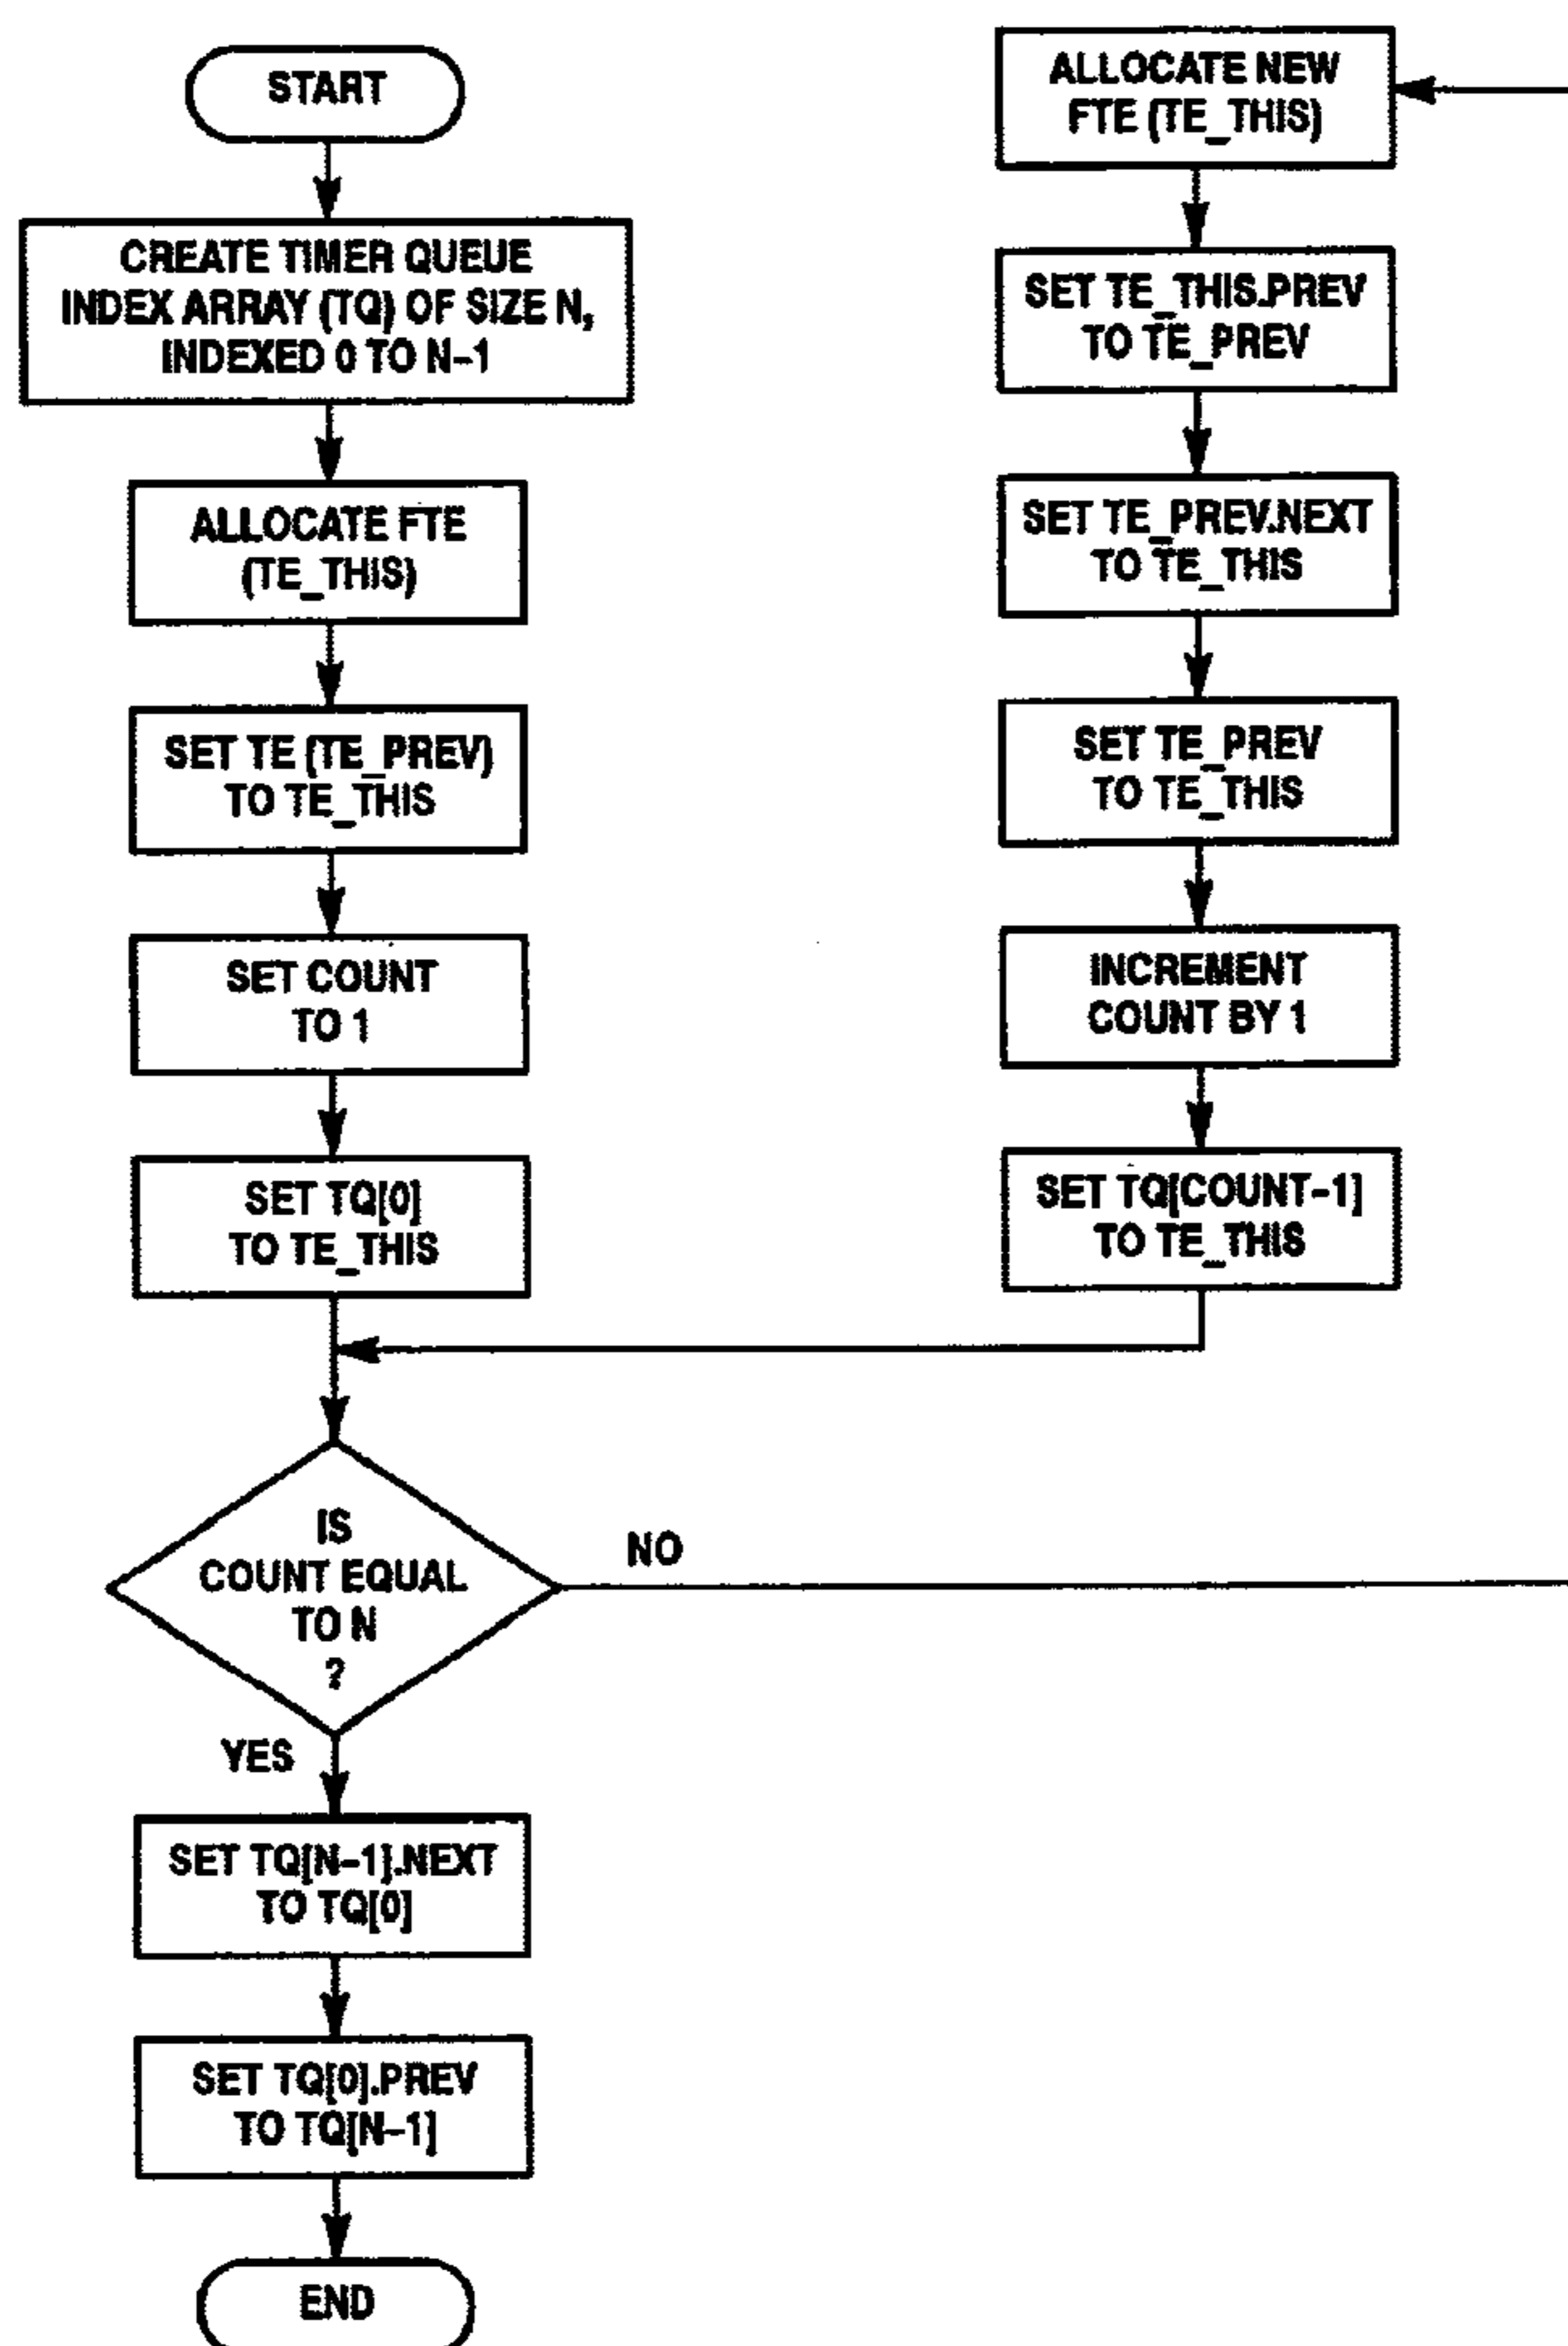 START
CREATE TIMER QUEUE
INDEX ARRAY (TQ) OF SIZE N,
INDEXED 0 TO N-1
ALLOCATE FTE
(TE_THIS)
SET TE (TE_PREV)
TO TE_THIS
SET COUNT
TO 1
SET TQ[0]
TO TE_THIS
IS
COUNT EQUAL
TO N
?
NO
YES
SET TQ[N-1].NEXT
TO TQ[0]
SET TQ[0].PREV
TO TQ[N-1]
END
ALLOCATE NEW
FTE (TE_THIS)
SET TE_THIS.PREV
TO TE_PREV
SET TE_PREV.NEXT
TO TE_THIS
SET TE_PREV
TO TE_THIS
INCREMENT
COUNT BY 1
SET TQ[COUNT-1]
TO TE_THIS